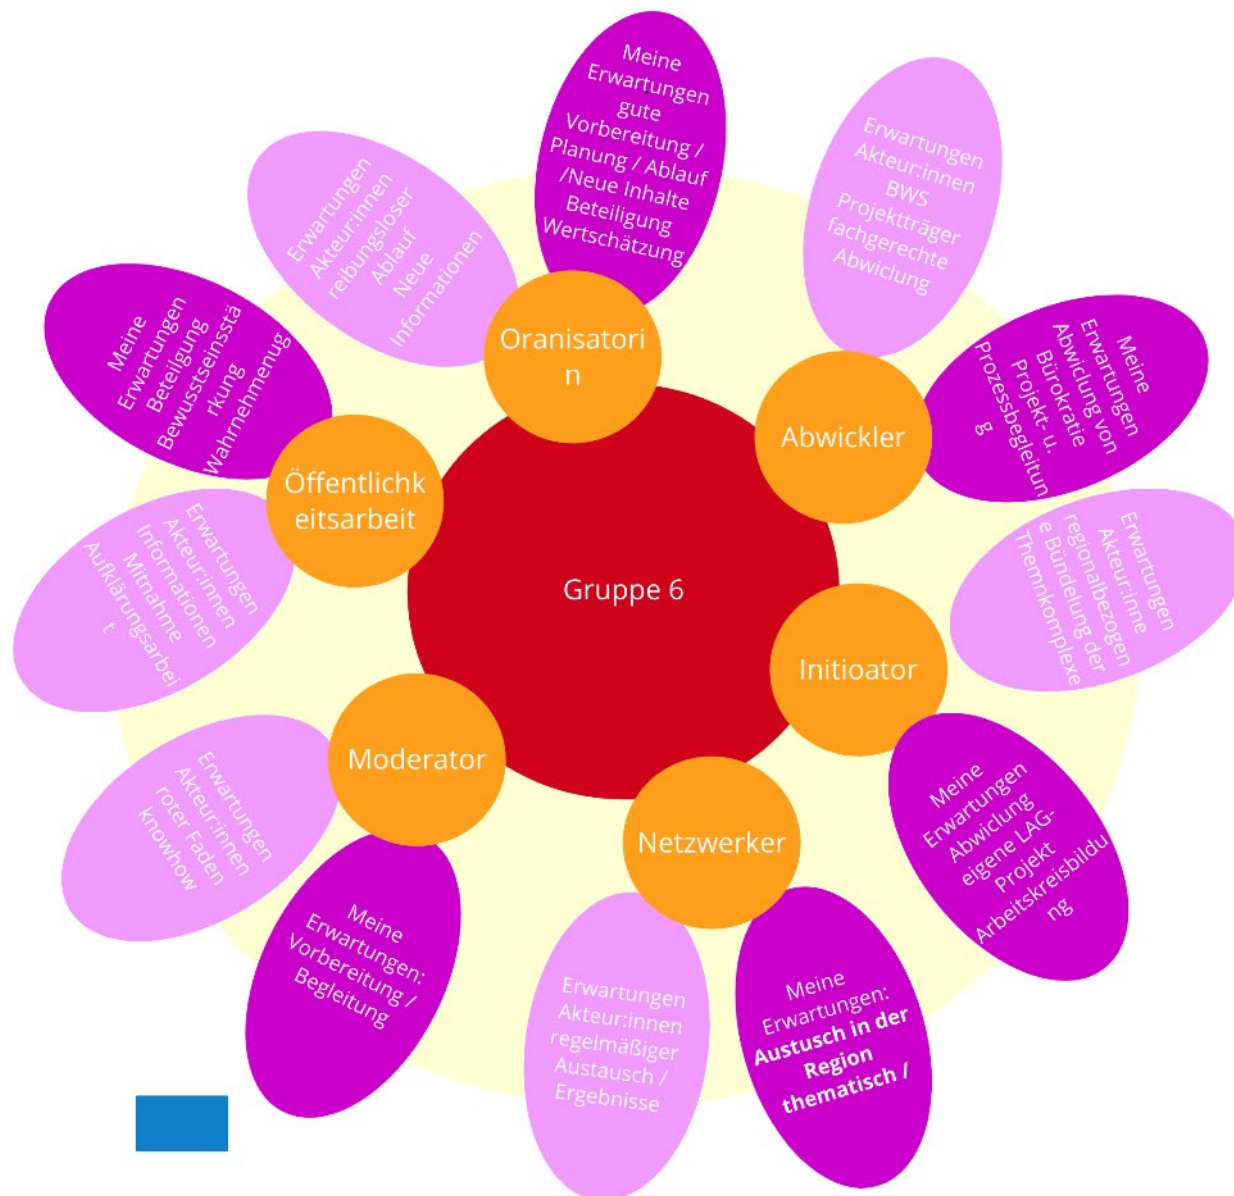 Meine
Erwartungen
gute
Vorbereitung /
Planung / Ablauf
/Neue Inhalte
Beteiligung
Wertschätzung
Erwartungen
Akteur:innen
BWS
Projektträger
fachgerechte
Abwiclung
Erwartungen
Akteur:innen
reibungsloser
Ablauf
Neue
Informationen
Oranisatori
n
Meine
Erwartungen
Abwiclung von
Bürokratie
Projekt- u.
Prozessbegleitun
g
Abwickler
Meine
Erwartungen
Beteilgung
Bewusstseinsstä
rkung
Wahrnehmenug
Öffentlichk
eitsarbeit
Erwartungen
Akteur:innen
Informationen
Mitnahme
Aufklärungsarbei
t
Gruppe 6
Erwartungen
Akteur:inne
regionalbezogen
e Bündelung der
Themnkomplexe
Initioator
Meine
Erwartungen
Abwiclung
eigene LAG-
Projekt
Arbeitskreisbildu
ng
Moderator
Erwartungen
Akteur:innen
roter Faden
knowhow
Meine
Erwartungen:
Vorbereitung /
Begleitung
Netzwerker
Erwartungen
Akteur:innen
regelmäßiger
Austausch /
Ergebnisse
Meine
Erwartungen:
Austusch in der
Region
thematisch /